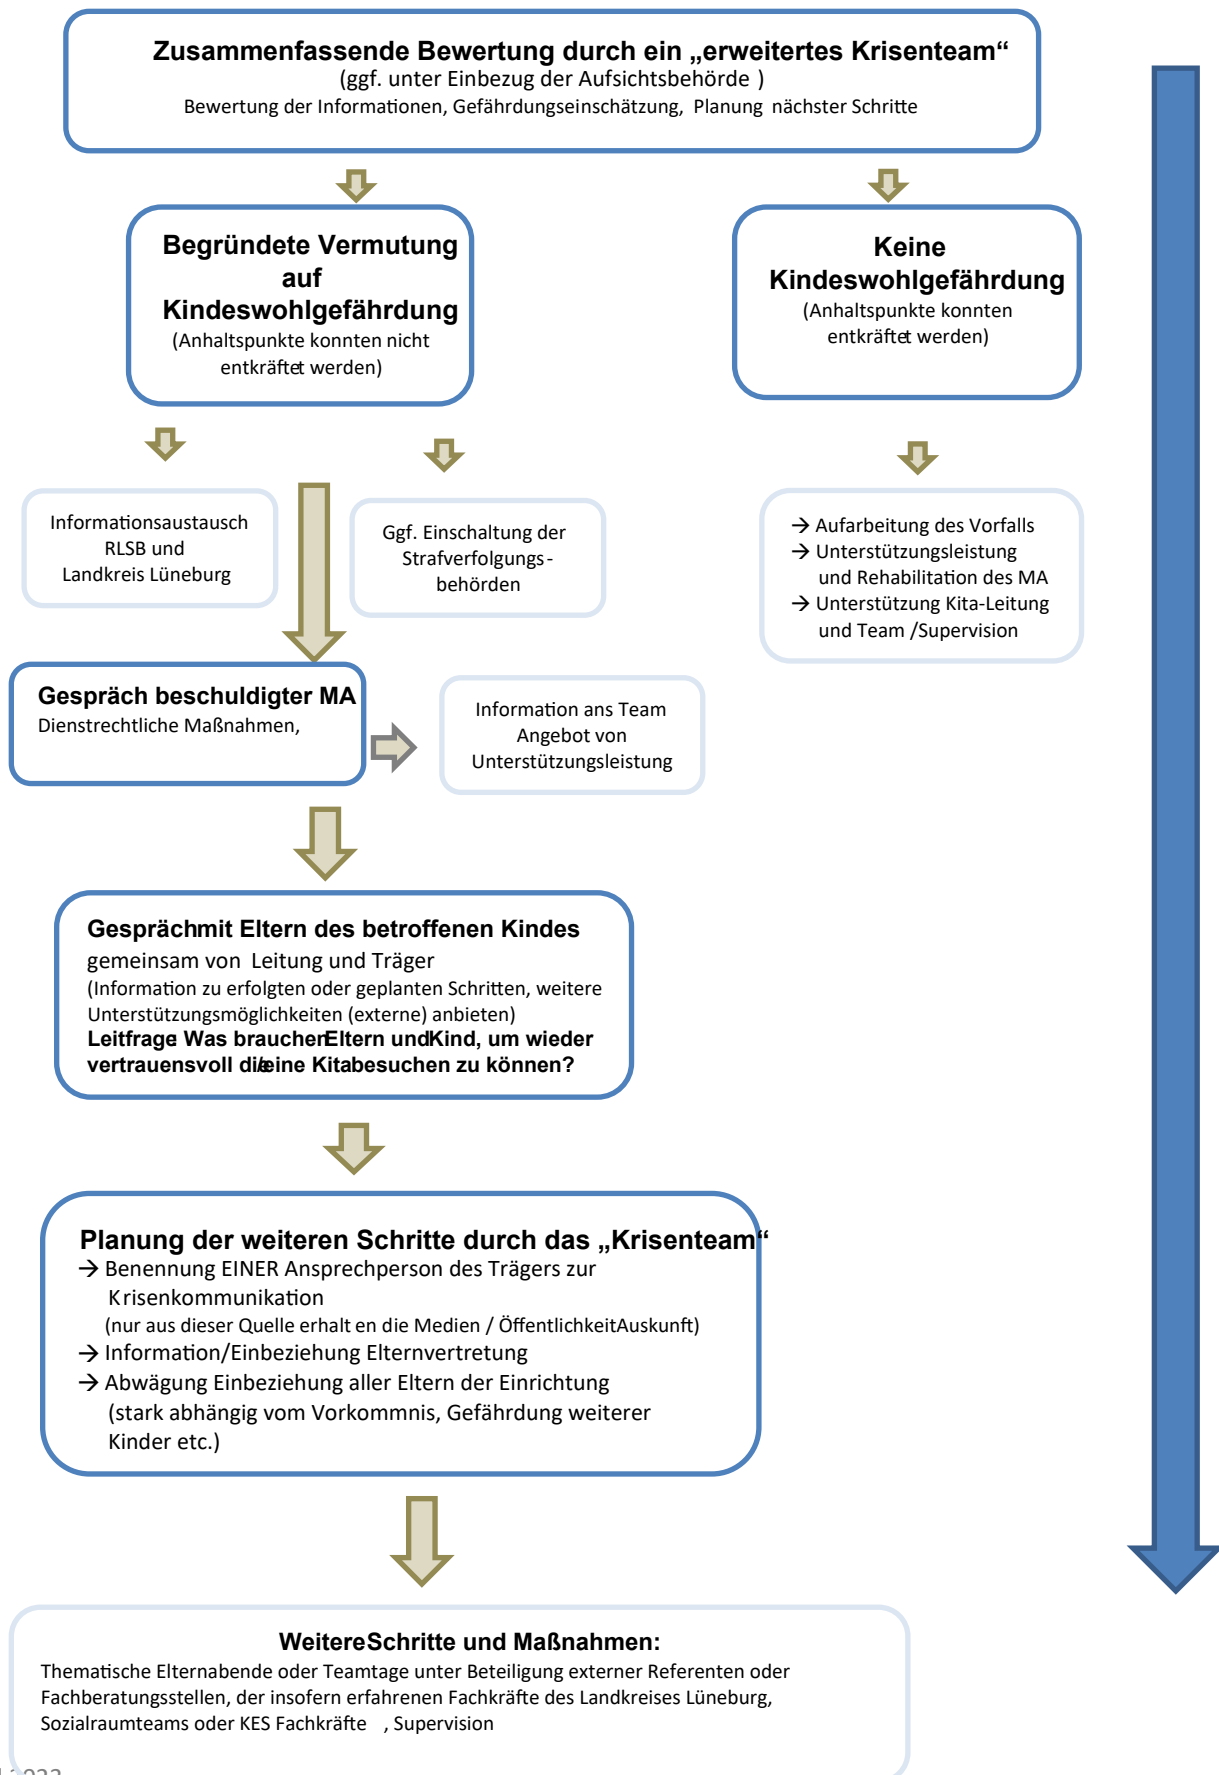 Zusammenfassende Bewertung durch ein „erweitertes Krisenteam“
(ggf. unter Einbezug der Aufsichtsbehörde )
Bewertung der Informationen, Gefährdungseinschätzung, Planung nächster Schritte
Begründete Vermutung
auf
Kindeswohlgefährdung
(Anhaltspunkte konnten nicht
entkräftet werden)
Keine
Kindeswohlgefährdung
(Anhaltspunkte konnten
entkräftet werden)
Informationsaustausch
RLSB und
Landkreis Lüneburg
Ggf. Einschaltung der
Strafverfolgungs-
behörden
→ Aufarbeitung des Vorfalls
→ Unterstützungsleistung
und Rehabilitation des MA
→ Unterstützung Kita-Leitung
und Team /Supervision
Gespräch beschuldigter MA
Dienstrechtliche Maßnahmen,
Information ans Team
Angebot von
Unterstützungsleistung
Gesprächmit Eltern des betroffenen Kindes
gemeinsam von Leitung und Träger
(Information zu erfolgten oder geplanten Schritten, weitere
Unterstützungsmöglichkeiten (externe) anbieten)
Leitfrage: Was brauchenEltern undKind, um wieder
vertrauensvoll die/eine Kitabesuchen zu können?
Planung der weiteren Schritte durch das „Krisenteam“
→ Benennung EINER Ansprechperson des Trägers zur
Krisenkommunikation
(nur aus dieser Quelle erhalt en die Medien / ÖffentlichkeitAuskunft)
→ Information/Einbeziehung Elternvertretung
→ Abwägung Einbeziehung aller Eltern der Einrichtung
(stark abhängig vom Vorkommnis, Gefährdung weiterer
Kinder etc.)
WeitereSchritte und Maßnahmen:
Thematische Elternabende oder Teamtage unter Beteiligung externer Referenten oder
Fachberatungsstellen, der insofern erfahrenen Fachkräfte des Landkreises Lüneburg,
Sozialraumteams oder KES Fachkräfte , Supervision